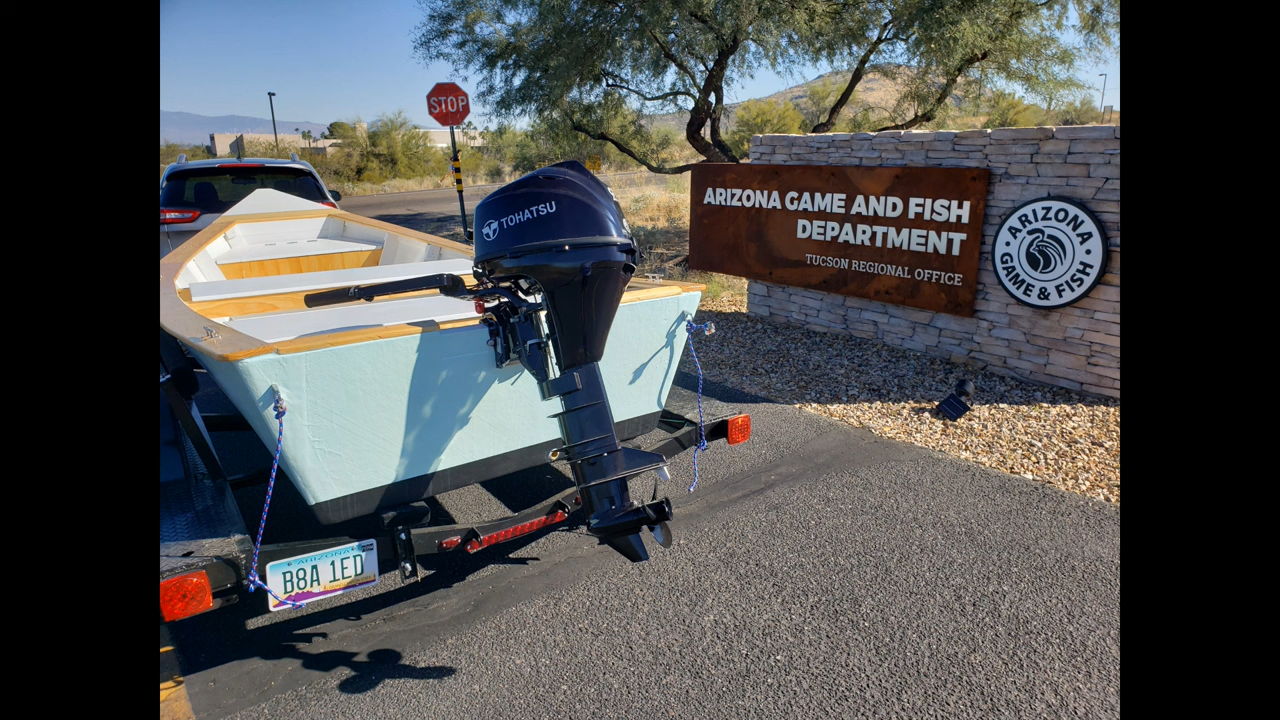 STOP
TOHATSU
ARIZONA GAME AND FISH
DEPARTMENT
TUCSON REGIONAL OFFICE
ARIZONA
GAME & FISH
ARIZONA
B8A 1ED